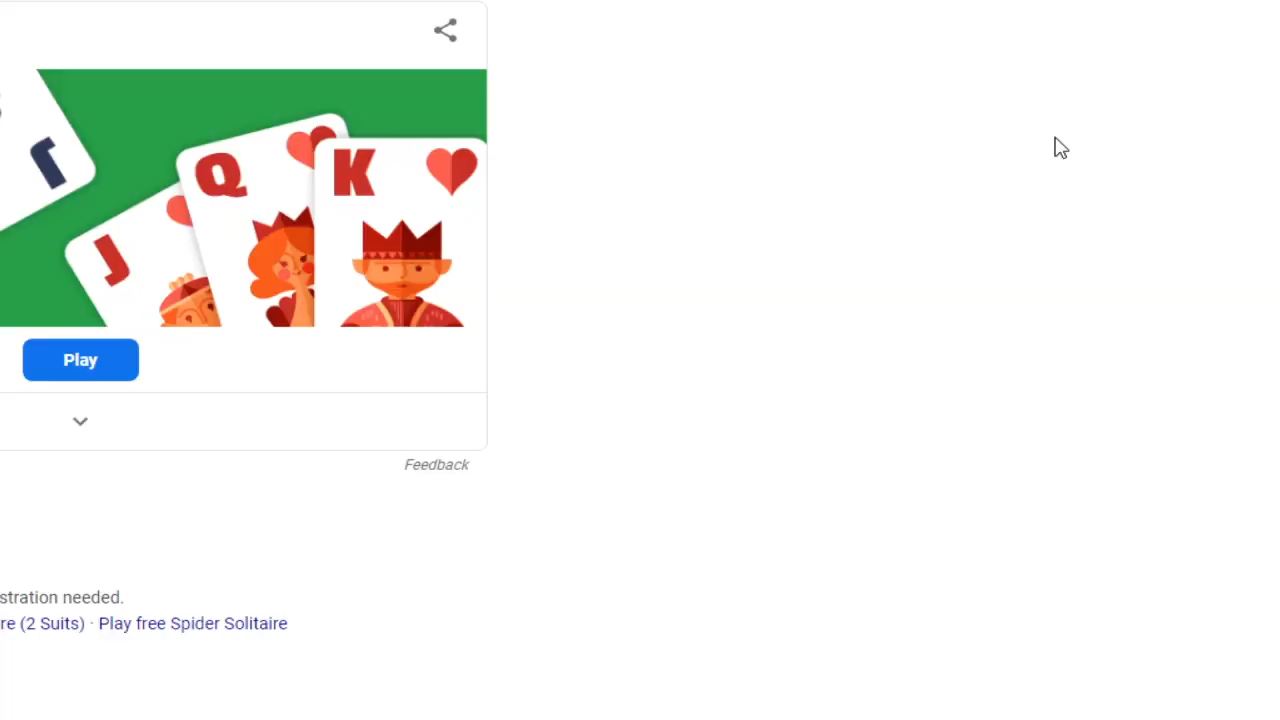 Q
K
J
J
Play
Feedback
stration needed.
re (2 Suits) · Play free Spider Solitaire